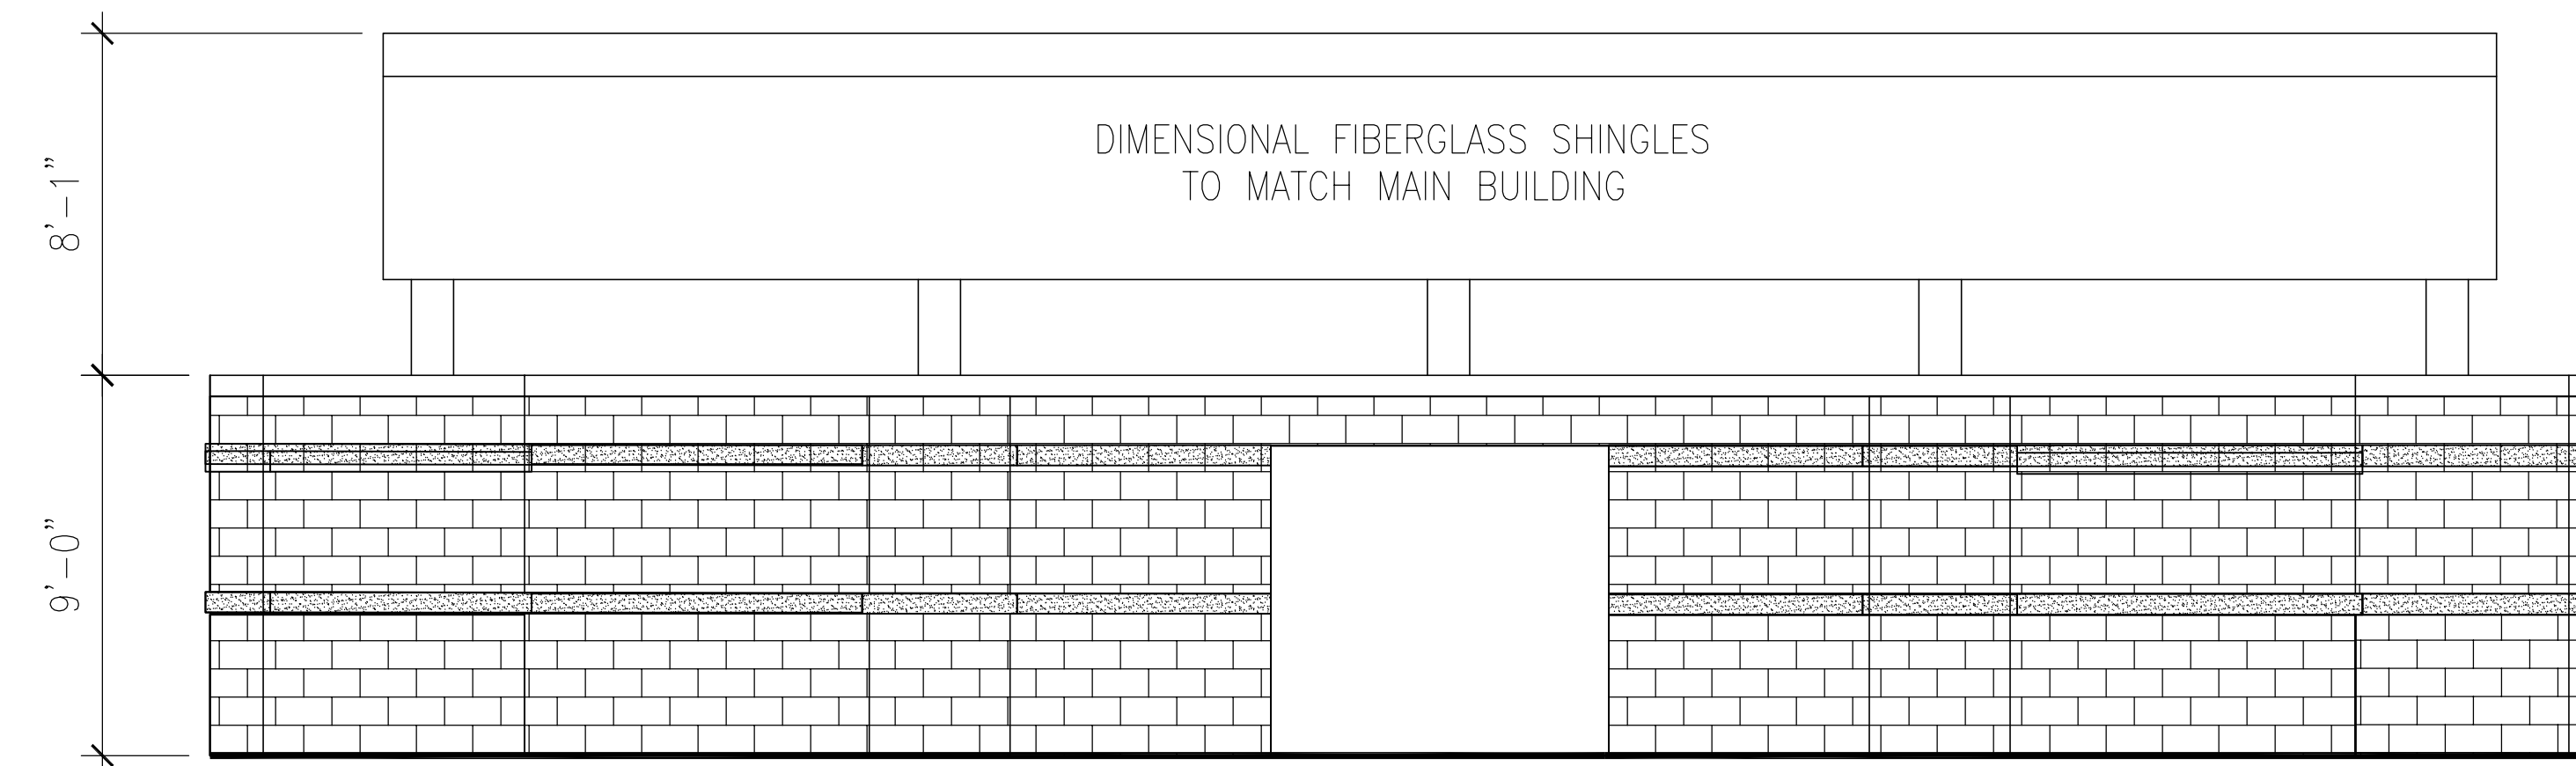 DIMENSIONAL FIBERGLASS SHINGLES
TO MATCH MAIN BUILDING
8'-1"
9'-0"